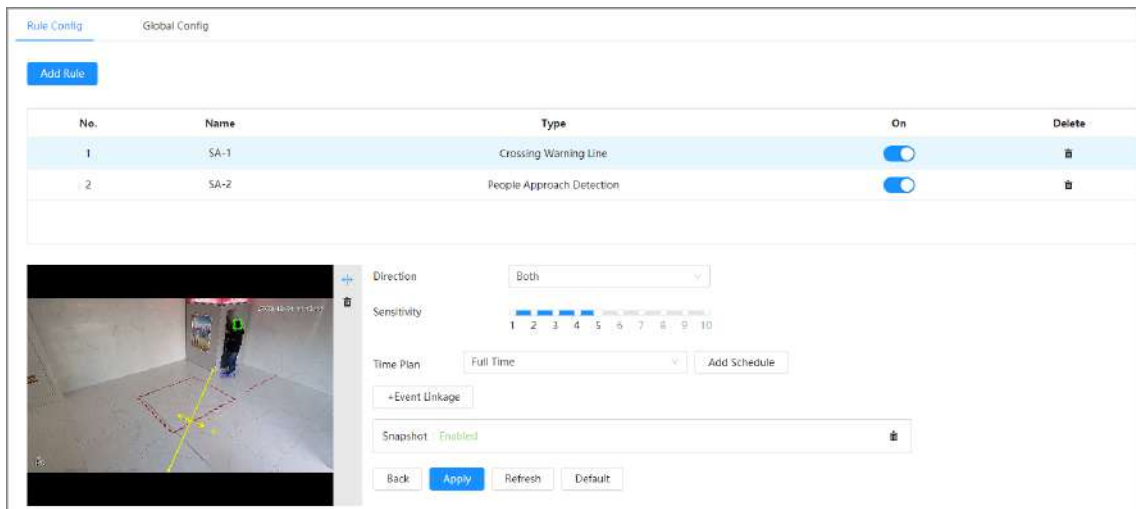 Rule Config Global Config
Add Rule
No. Name Type On Delete
1 SA-1 Crossing Warning Line
2 SA-2 People Approach Detection
Direction Both
Sensitivity
1 2 3 4 5 6 7 8 9 10
Time Plan Full Time Add Schedule
+Event Linkage
Snapshot Enabled
Back Apply Refresh Default